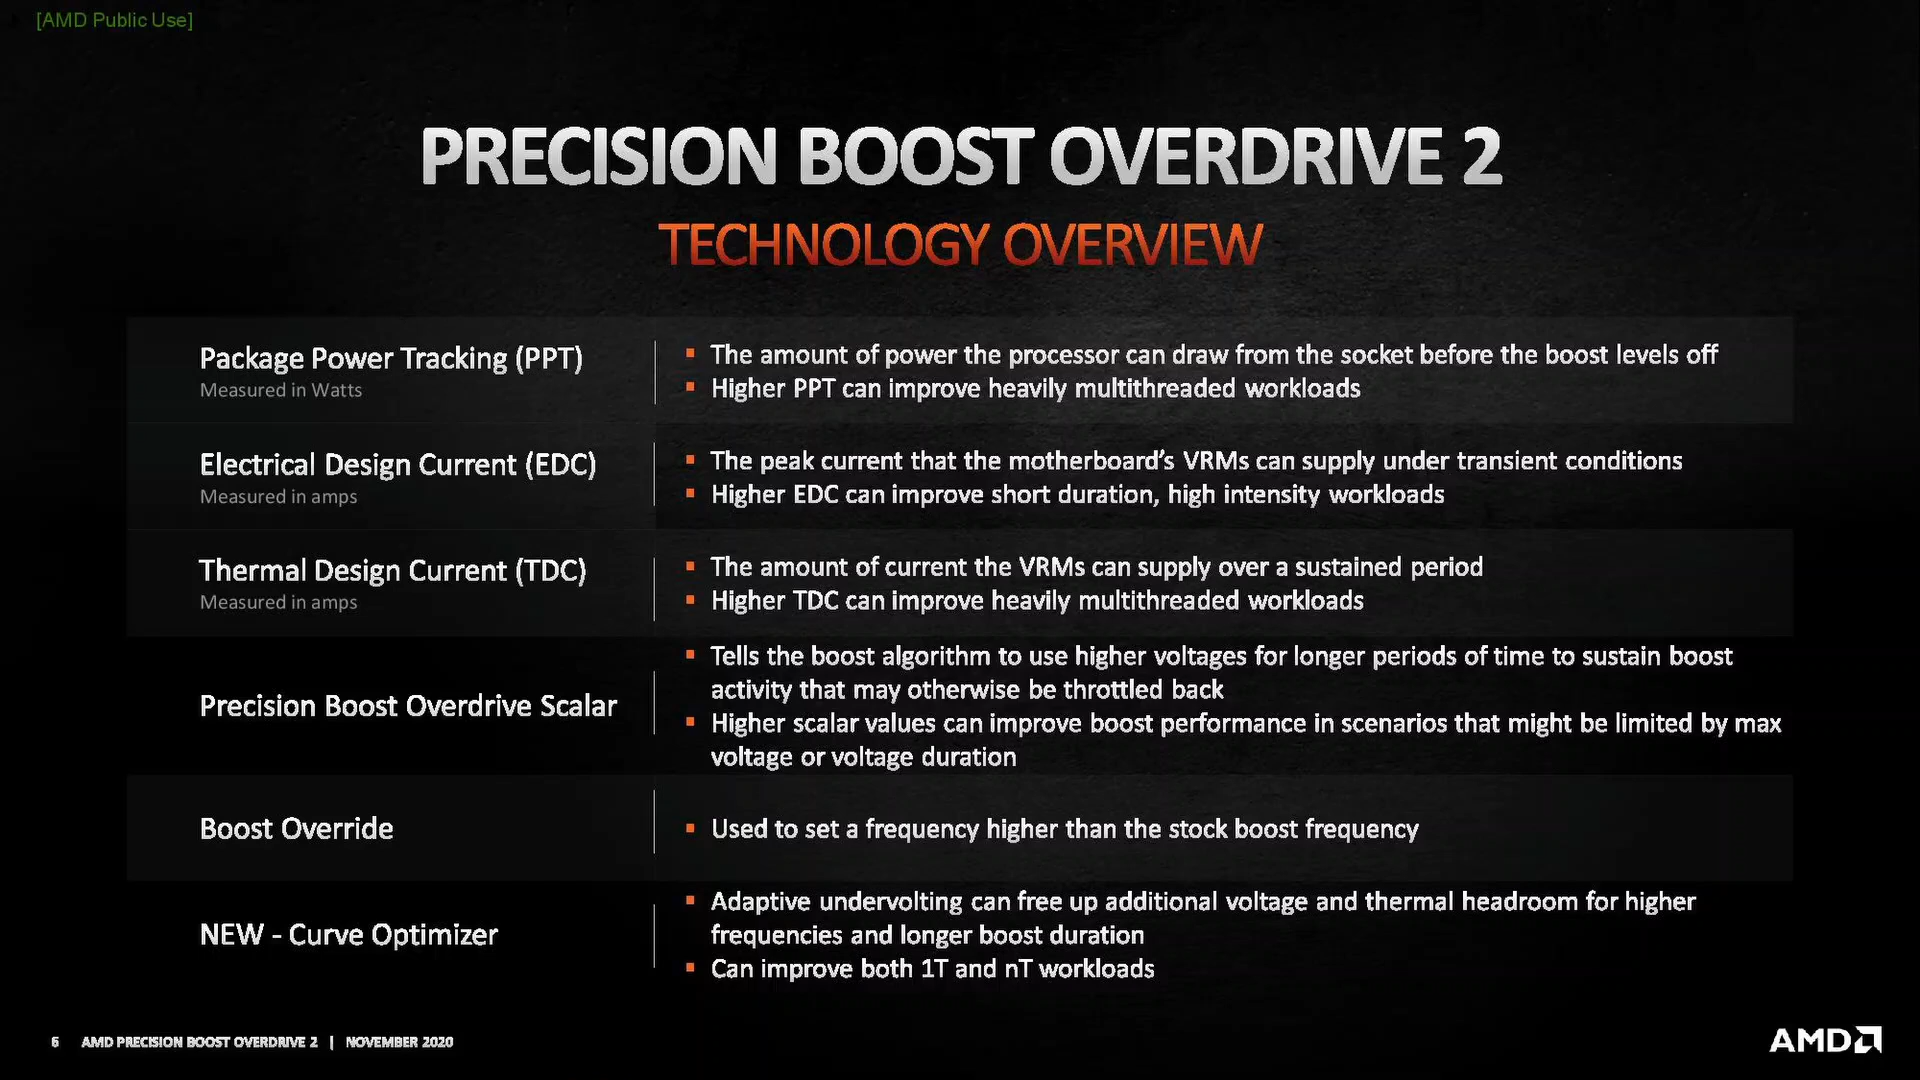 [AMD Public Use]
PRECISION BOOST OVERDRIVE 2
TECHNOLOGY OVERVIEW
Package Power Tracking (PPT)
Measured in Watts
▪ The amount of power the processor can draw from the socket before the boost levels off
▪ Higher PPT can improve heavily multithreaded workloads
Electrical Design Current (EDC)
Measured in amps
▪ The peak current that the motherboard’s VRMs can supply under transient conditions
▪ Higher EDC can improve short duration, high intensity workloads
Thermal Design Current (TDC)
Measured in amps
▪ The amount of current the VRMs can supply over a sustained period
▪ Higher TDC can improve heavily multithreaded workloads
Precision Boost Overdrive Scalar
▪ Tells the boost algorithm to use higher voltages for longer periods of time to sustain boost
activity that may otherwise be throttled back
▪ Higher scalar values can improve boost performance in scenarios that might be limited by max
voltage or voltage duration
Boost Override
▪ Used to set a frequency higher than the stock boost frequency
NEW - Curve Optimizer
▪ Adaptive undervolting can free up additional voltage and thermal headroom for higher
frequencies and longer boost duration
▪ Can improve both 1T and nT workloads
6 AMD PRECISION BOOST OVERDRIVE 2 | NOVEMBER 2020
AMD